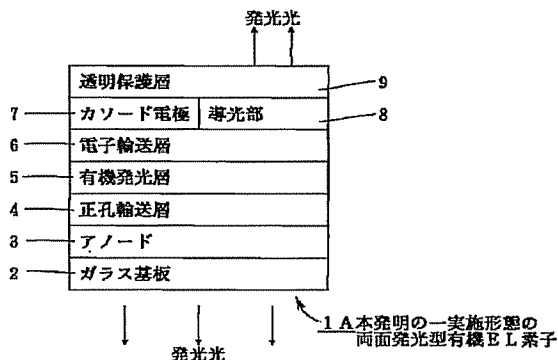 発光光
透明保護層
9
7
カソード電極
導光部
8
6
電子輸送層
5
有機発光層
4
正孔輸送層
3
アノード
2
ガラス基板
発光光
1A本発明の一実施形態の
両面発光型有機EL素子